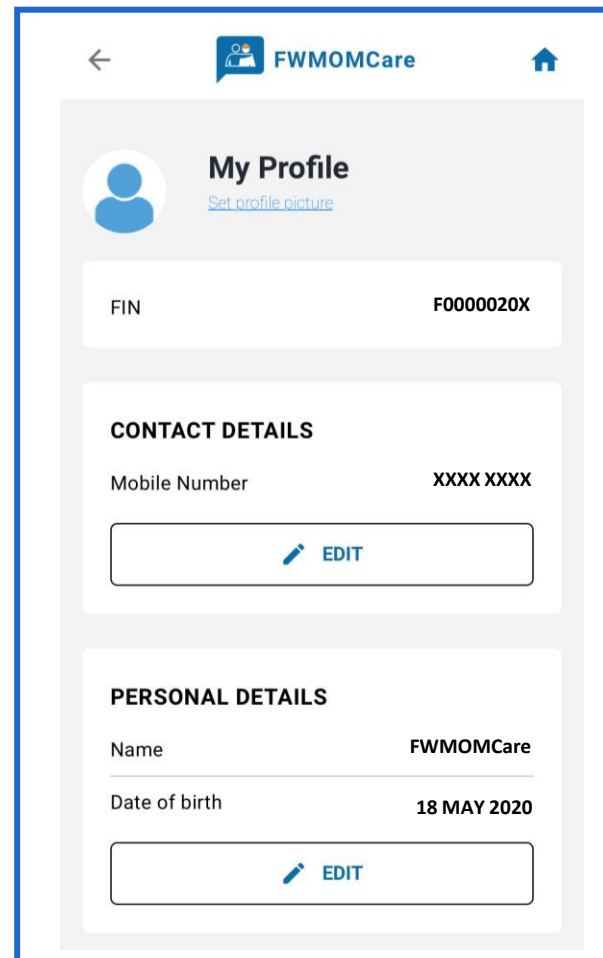 FWMOMCare
My Profile
Set profile picture
FIN F0000020X
CONTACT DETAILS
Mobile Number XXXX XXXX
EDIT
PERSONAL DETAILS
Name FWMOMCare
Date of birth 18 MAY 2020
EDIT